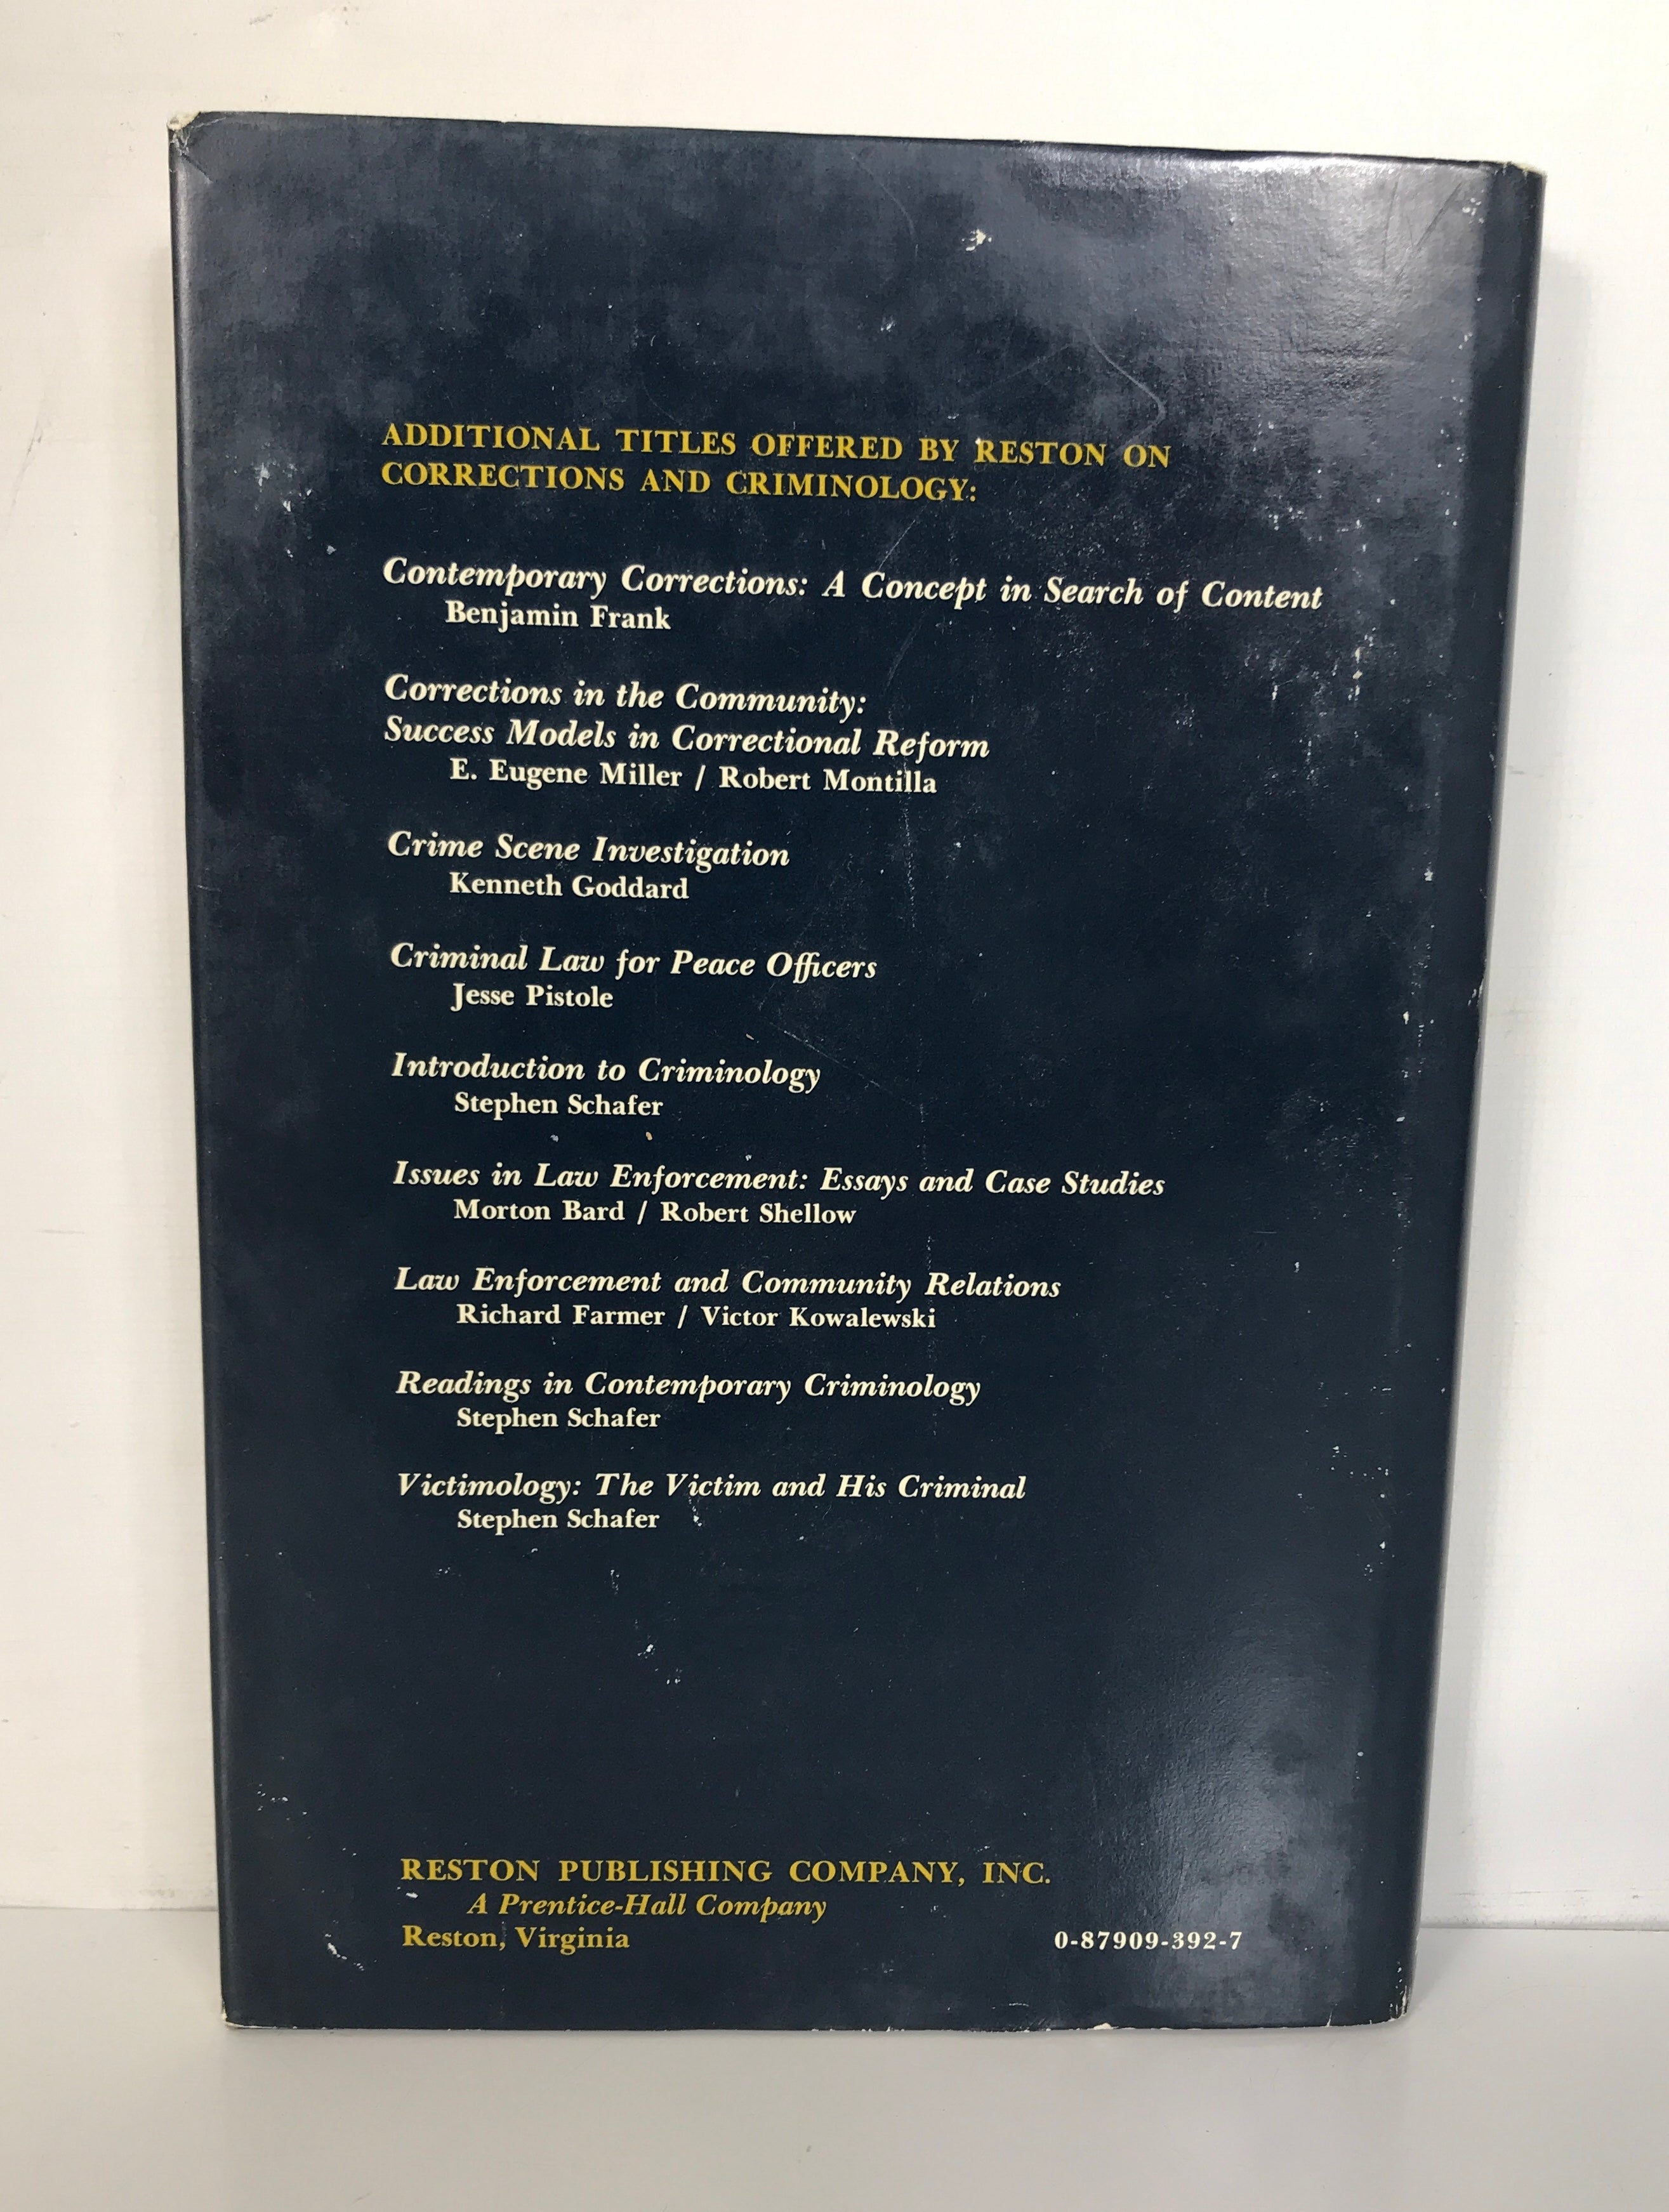 ADDITIONAL TITLES OFFERED BY RESTON ON
CORRECTIONS AND CRIMINOLOGY:
Contemporary Corrections: A Concept in Search of Content
Benjamin Frank
Corrections in the Community:
Success Models in Correctional Reform
E. Eugene Miller / Robert Montilla
Crime Scene Investigation
Kenneth Goddard
Criminal Law for Peace Officers
Jesse Pistole
Introduction to Criminology
Stephen Schafer
Issues in Law Enforcement: Essays and Case Studies
Morton Bard / Robert Shellow
Law Enforcement and Community Relations
Richard Farmer / Victor Kowalewski
Readings in Contemporary Criminology
Stephen Schafer
Victimology: The Victim and His Criminal
Stephen Schafer
RESTON PUBLISHING COMPANY, INC.
A Prentice-Hall Company
Reston, Virginia
0-87909-392-7